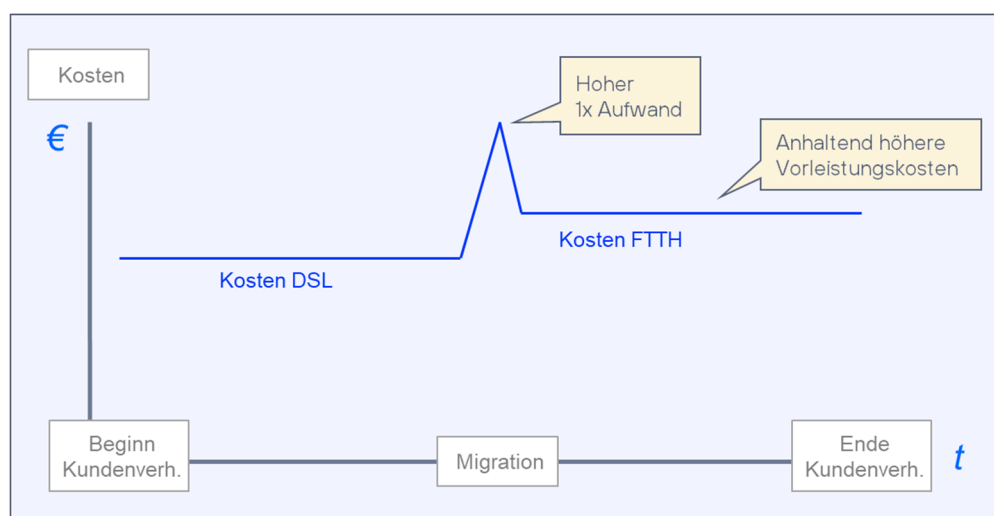 Kosten
€
Hoher
1x Aufwand
Anhaltend höhere
Vorleistungskosten
Kosten FTTH
Kosten DSL
Beginn
Kundenverh.
Migration
Ende
Kundenverh.
t